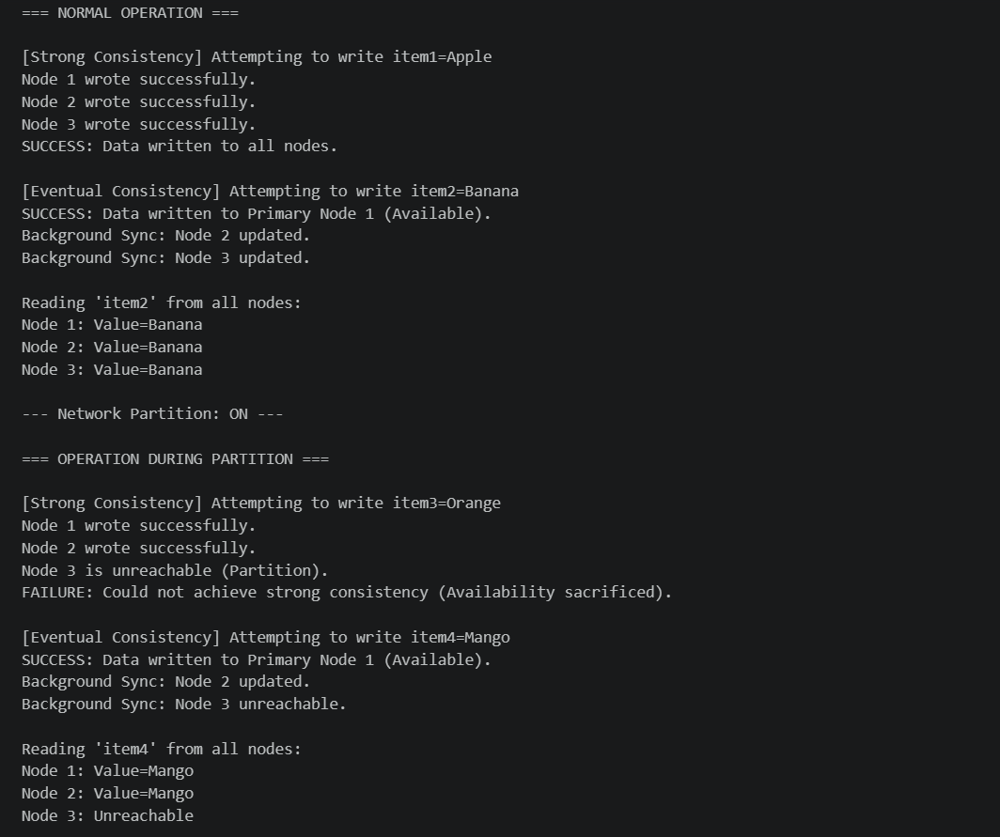 === NORMAL OPERATION ===
[Strong Consistency] Attempting to write item1=Apple
Node 1 wrote successfully.
Node 2 wrote successfully.
Node 3 wrote successfully.
SUCCESS: Data written to all nodes.
[Eventual Consistency] Attempting to write item2=Banana
SUCCESS: Data written to Primary Node 1 (Available).
Background Sync: Node 2 updated.
Background Sync: Node 3 updated.
Reading 'item2' from all nodes:
Node 1: Value=Banana
Node 2: Value=Banana
Node 3: Value=Banana
--- Network Partition: ON ---
=== OPERATION DURING PARTITION ===
[Strong Consistency] Attempting to write item3=Orange
Node 1 wrote successfully.
Node 2 wrote successfully.
Node 3 is unreachable (Partition).
FAILURE: Could not achieve strong consistency (Availability sacrificed).
[Eventual Consistency] Attempting to write item4=Mango
SUCCESS: Data written to Primary Node 1 (Available).
Background Sync: Node 2 updated.
Background Sync: Node 3 unreachable.
Reading 'item4' from all nodes:
Node 1: Value=Mango
Node 2: Value=Mango
Node 3: Unreachable